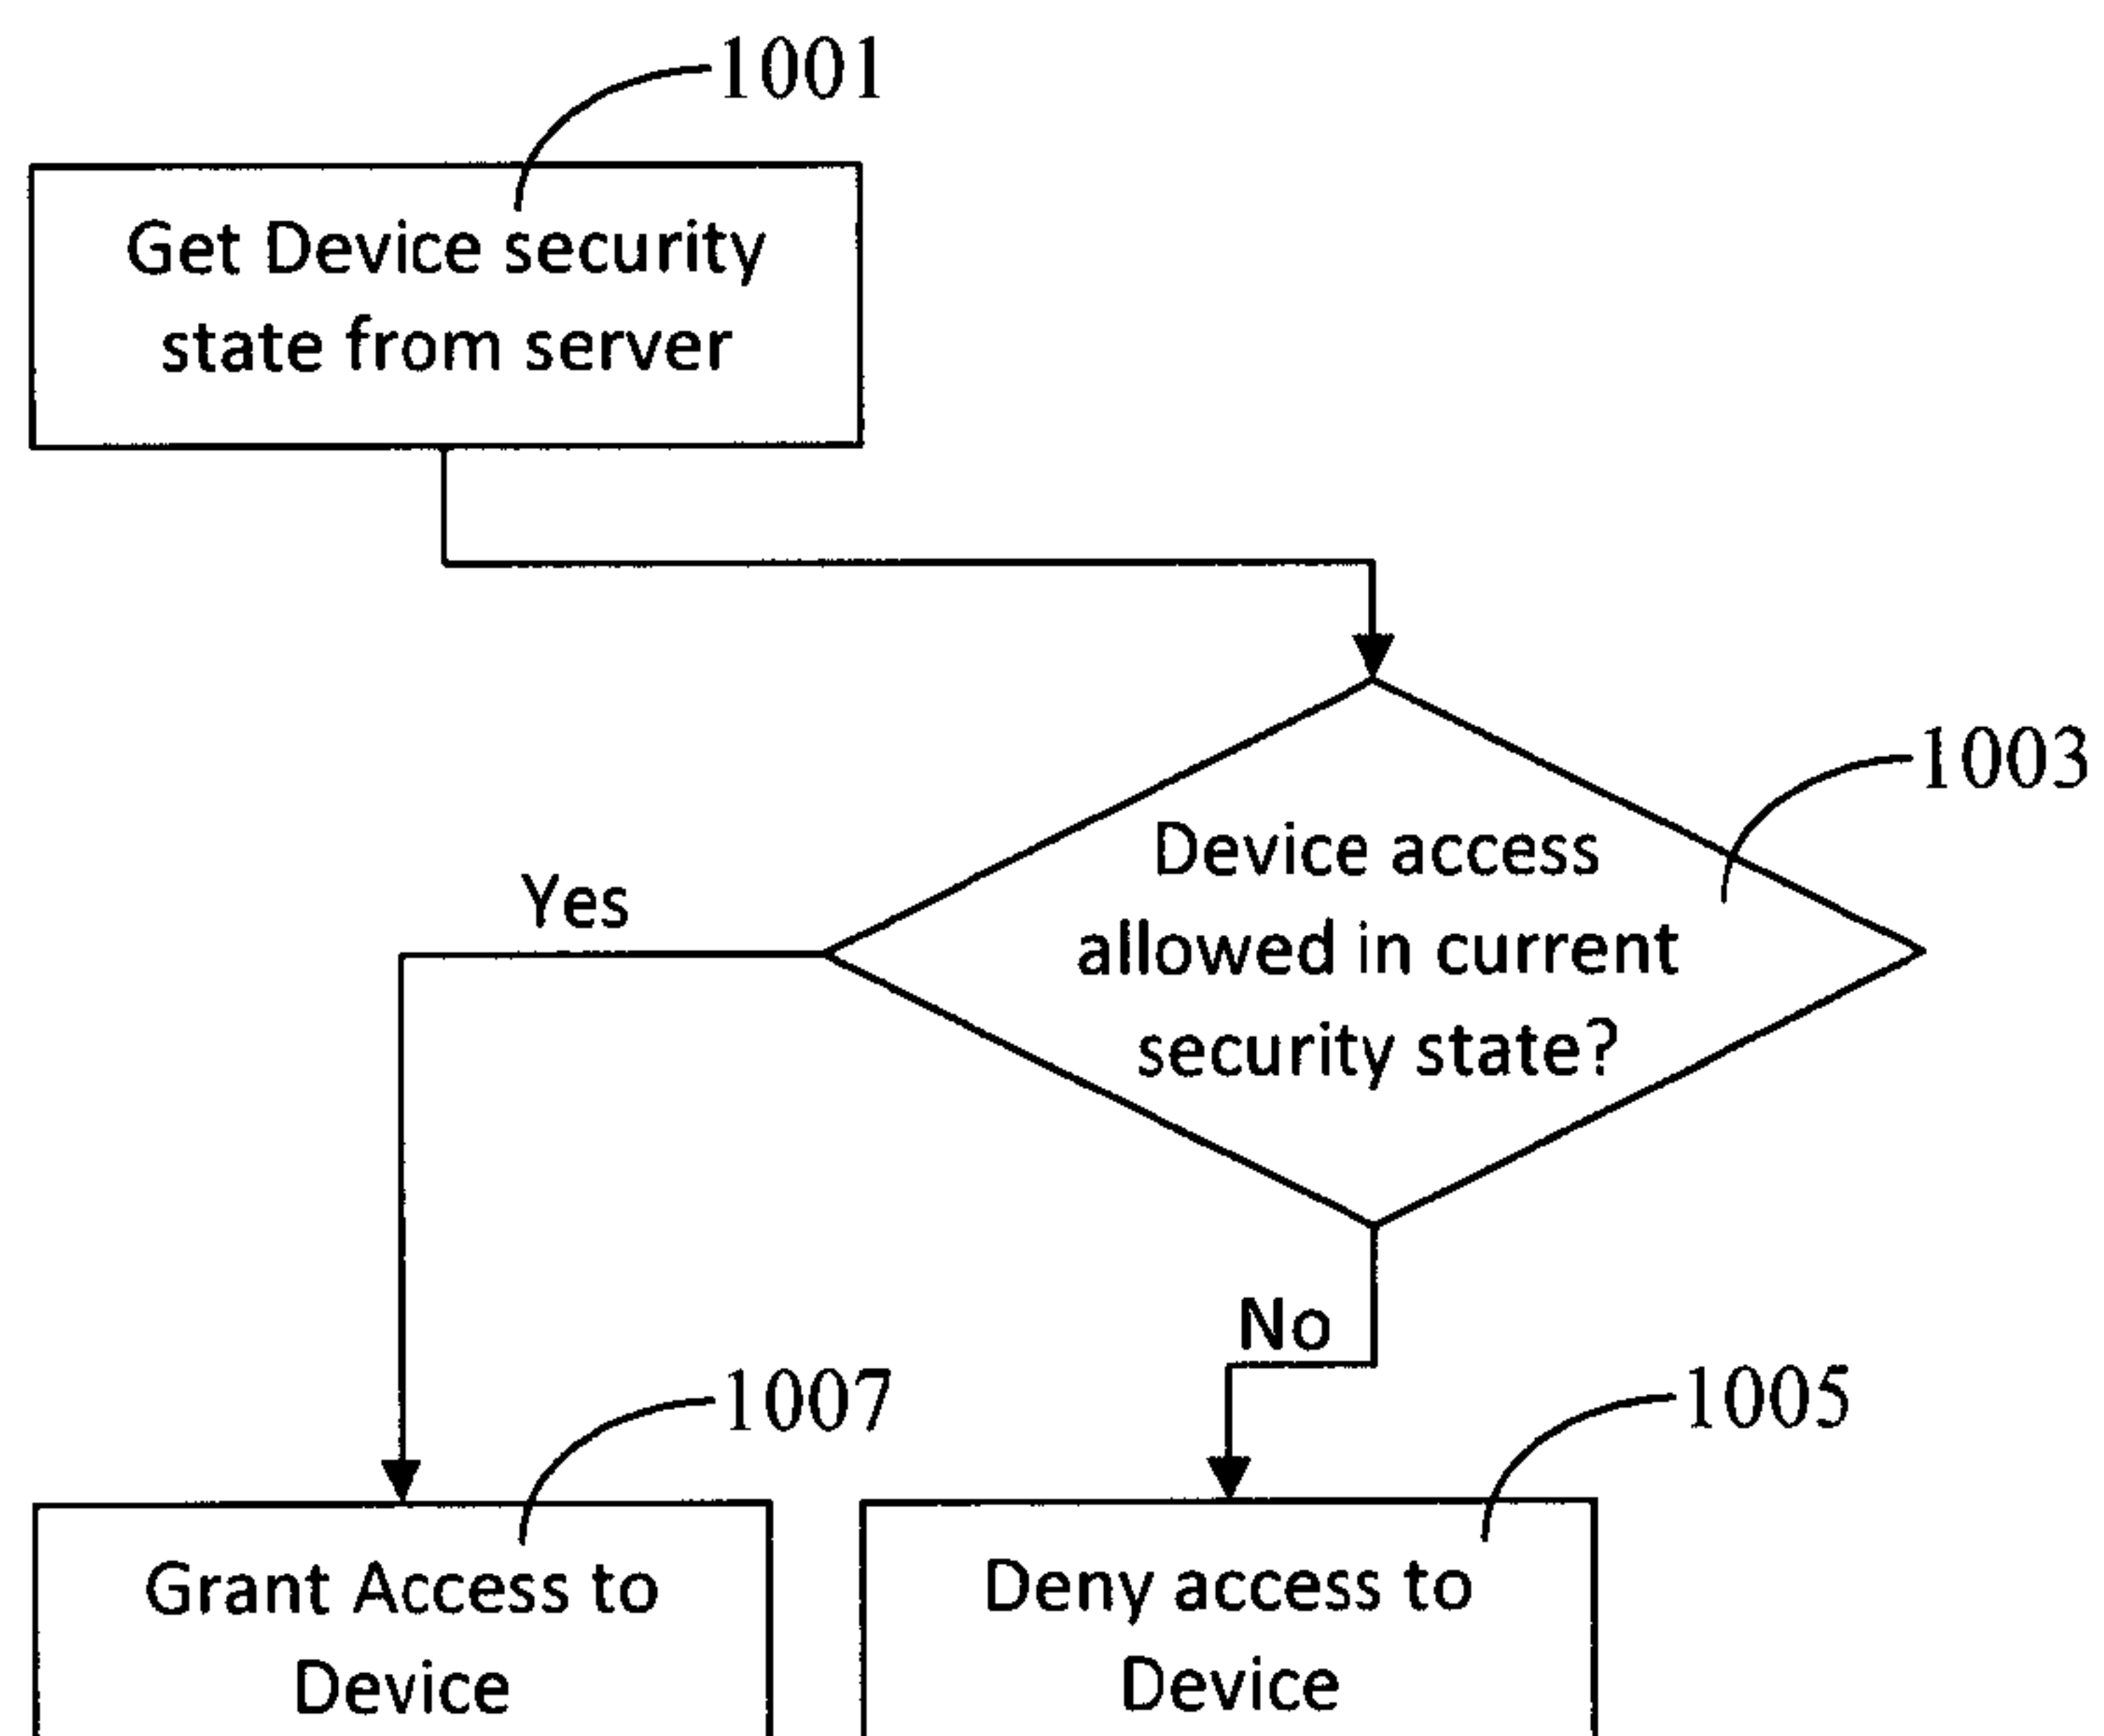 1001
Get Device security
state from server
1003
Device access
allowed in current
security state?
Yes
No
1007
1005
Grant Access to
Device
Deny access to
Device